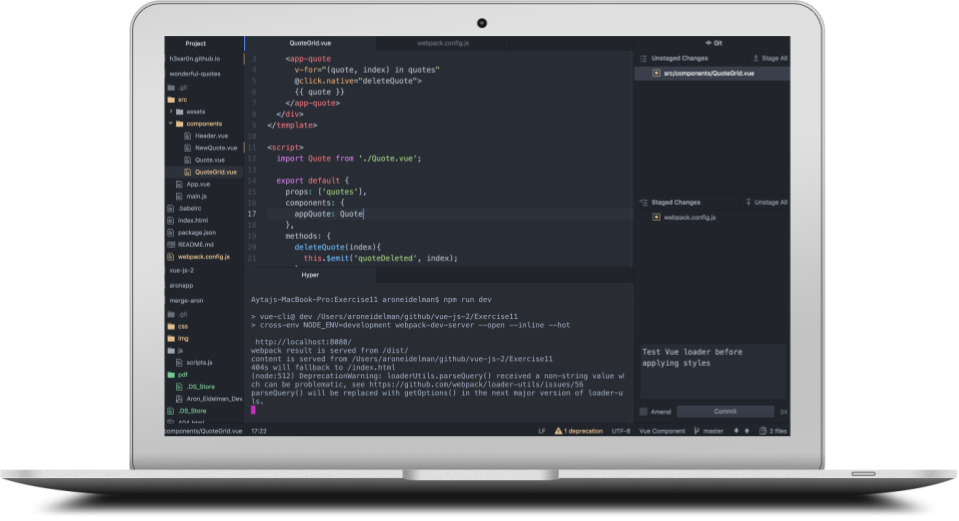 Project
h3xar0n.github.io
wonderful-quotes
.git
src
assets
components
Header.vue
NewQuote.vue
Quote.vue
QuoteGrid.vue
App.vue
main.js
.babelrc
index.html
package.json
README.md
webpack.config.js
vue-js-2
aronapp
merge-aron
.git
css
img
js
scripts.js
pdf
.DS_Store
Aron_Eidelman_Dev
.DS_Store
404.html
components/QuoteGrid.vue
QuoteGrid.vue
webpack.config.js
3 <app-quote
4 v-for="(quote, index) in quotes"
5 @click.native="deleteQuote">
6 {{ quote }}
7 </app-quote>
8 </div>
9 </template>
10
11 <script>
12 import Quote from './Quote.vue';
13
14 export default {
15 props: ['quotes'],
16 components: {
17 appQuote: Quote
18 },
19 methods: {
20 deleteQuote(index){
21 this.$emit('quoteDeleted', index);
Hyper
Aytajs-MacBook-Pro:Exercise11 aroneidelman$ npm run dev
> vue-cli@ dev /Users/aroneidelman/github/vue-js-2/Exercise11
> cross-env NODE_ENV=development webpack-dev-server --open --inline --hot
http://localhost:8080/
webpack result is served from /dist/
content is served from /Users/aroneidelman/github/vue-js-2/Exercise11
404s will fallback to /index.html
(node:512) DeprecationWarning: loaderUtils.parseQuery() received a non-string value wh
ich can be problematic, see https://github.com/webpack/loader-utils/issues/56
parseQuery() will be replaced with getOptions() in the next major version of loader-ut
ils.
17:22
LF
1 deprecation
UTF-8
Vue Component
master
2 files
Git
Unstaged Changes
Stage All
src/components/QuoteGrid.vue
Staged Changes
Unstage All
webpack.config.js
Test Vue loader before
applying styles
Amend
Commit
34